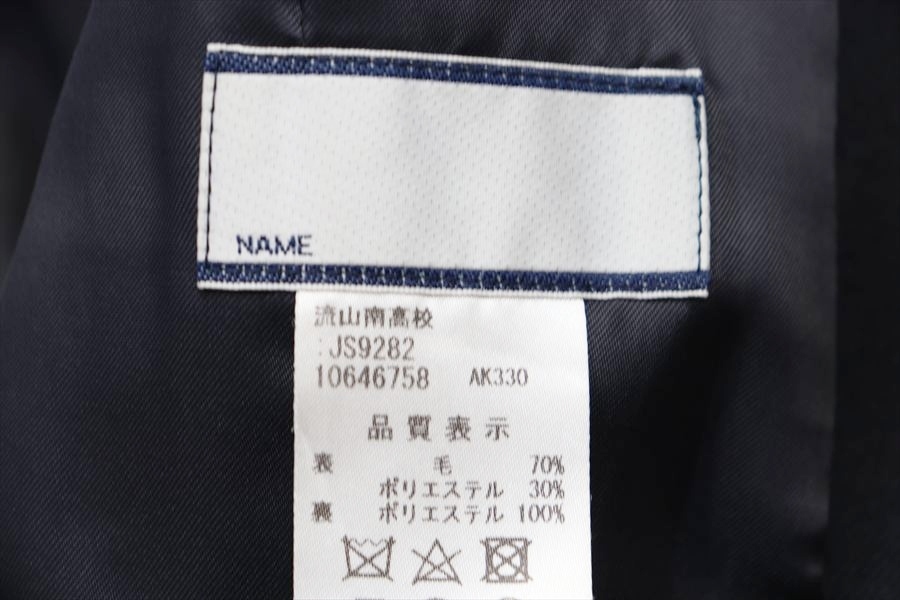 NAME
流山南高校
:JS9282
10646758 AK330
品質表示
表 毛 70%
ポリエステル 30%
裏 ポリエステル 100%